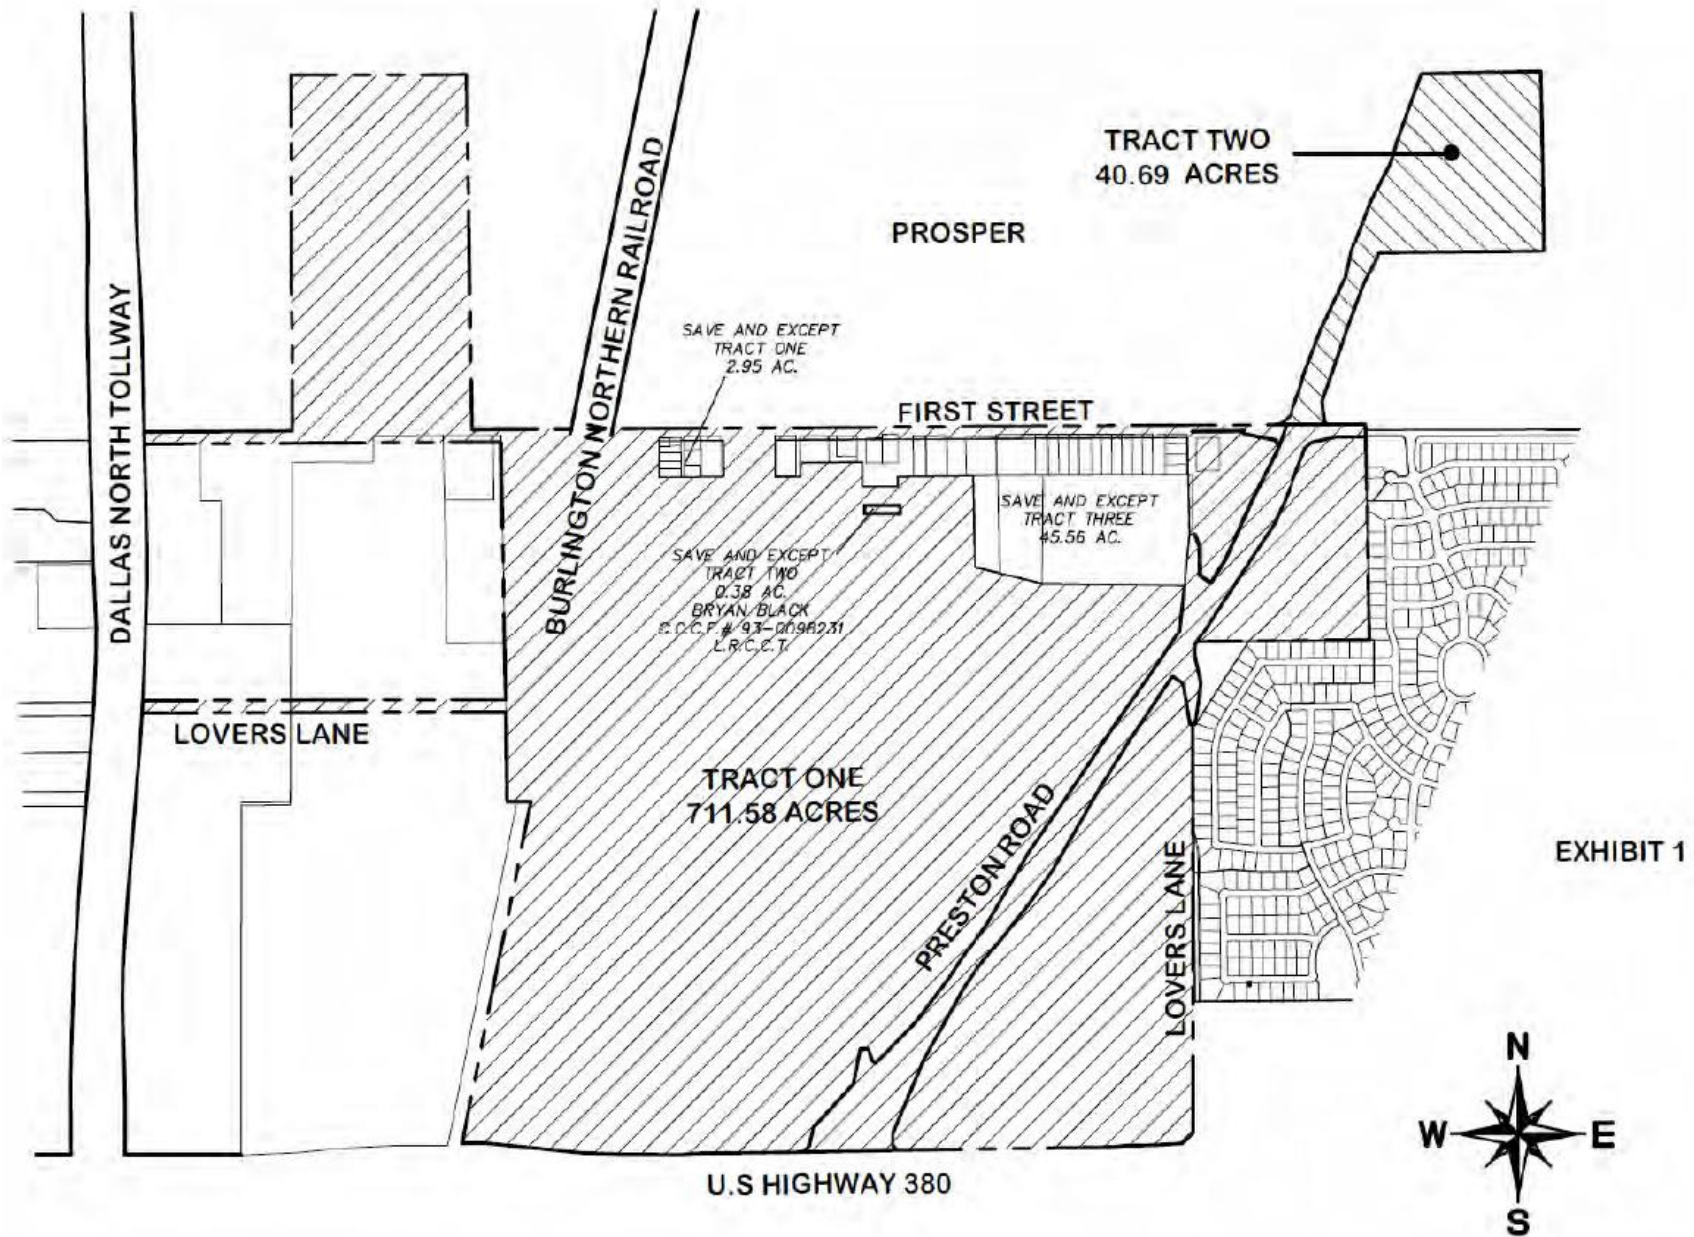 TRACT TWO
40.69 ACRES
PROSPER
DALLAS NORTH TOLLWAY
BURLINGTON NORTHERN RAILROAD
SAVE AND EXCEPT
TRACT ONE
2.95 AC.
FIRST STREET
SAVE AND EXCEPT
TRACT THREE
45.56 AC.
SAVE AND EXCEPT
TRACT TWO
0.38 AC.
BRYAN BLACK
C.C.C.F.# 93-0098231
L.R.C.C.T.
LOVERS LANE
TRACT ONE
711.58 ACRES
PRESTON ROAD
LOVERS LANE
EXHIBIT 1
U.S HIGHWAY 380
N
W
E
S